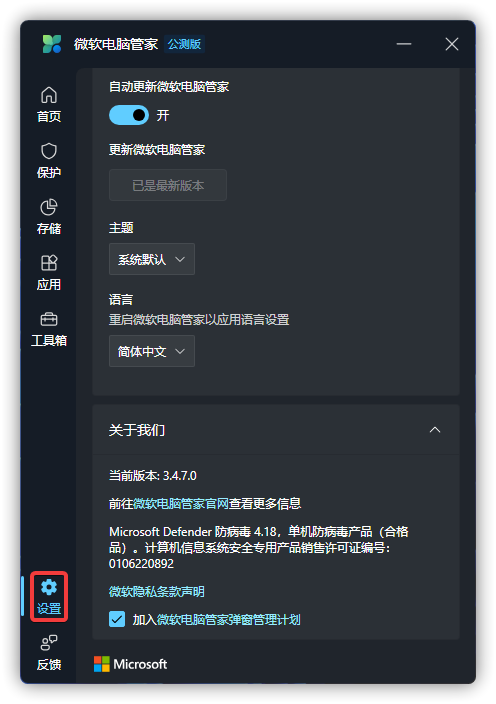 微软电脑管家 公测版
首页
保护
存储
应用
工具箱
设置
反馈
自动更新微软电脑管家
开
更新微软电脑管家
已是最新版本
主题
系统默认
语言
重启微软电脑管家以应用语言设置
简体中文
关于我们
当前版本: 3.4.7.0
前往微软电脑管家官网查看更多信息
Microsoft Defender 防病毒 4.18，单机防病毒产品（合格
品）。计算机信息系统安全专用产品销售许可证编号：
0106220892
微软隐私条款声明
加入微软电脑管家弹窗管理计划
Microsoft